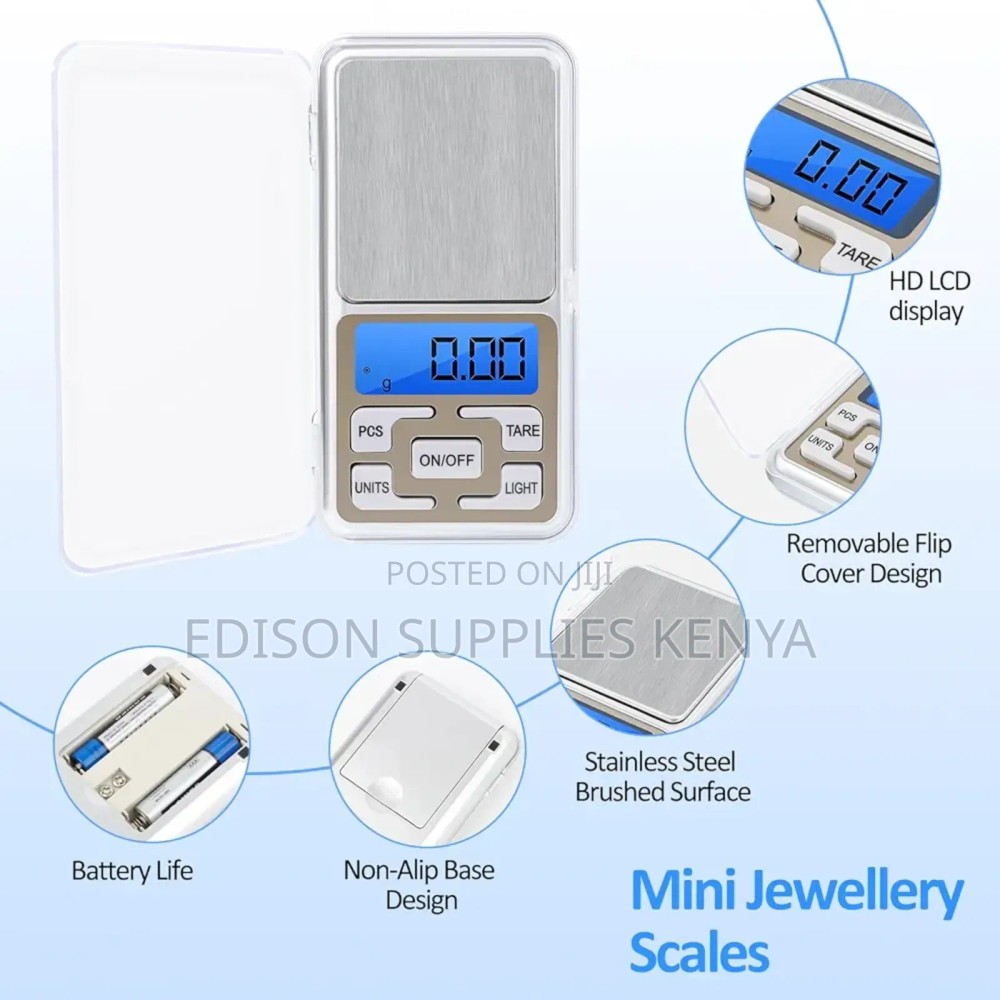 0.00
TARE
HD LCD
display
0.00
g
PCS
TARE
ON/OFF
UNITS
LIGHT
PCS
UNITS
ON
Removable Flip
Cover Design
POSTED ON JIJI
EDISON SUPPLIES KENYA
Stainless Steel
Brushed Surface
Battery Life
Non-Alip Base
Design
Mini Jewellery
Scales